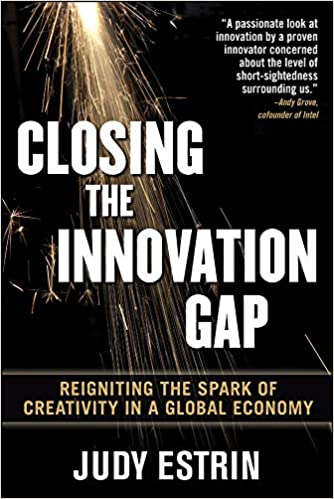 "A passionate look at
innovation by a proven
innovator concerned
about the level of
short-sightedness
surrounding us."
–Andy Grove,
cofounder of Intel
CLOSING
THE
INNOVATION
GAP
REIGNITING THE SPARK OF
CREATIVITY IN A GLOBAL ECONOMY
JUDY ESTRIN